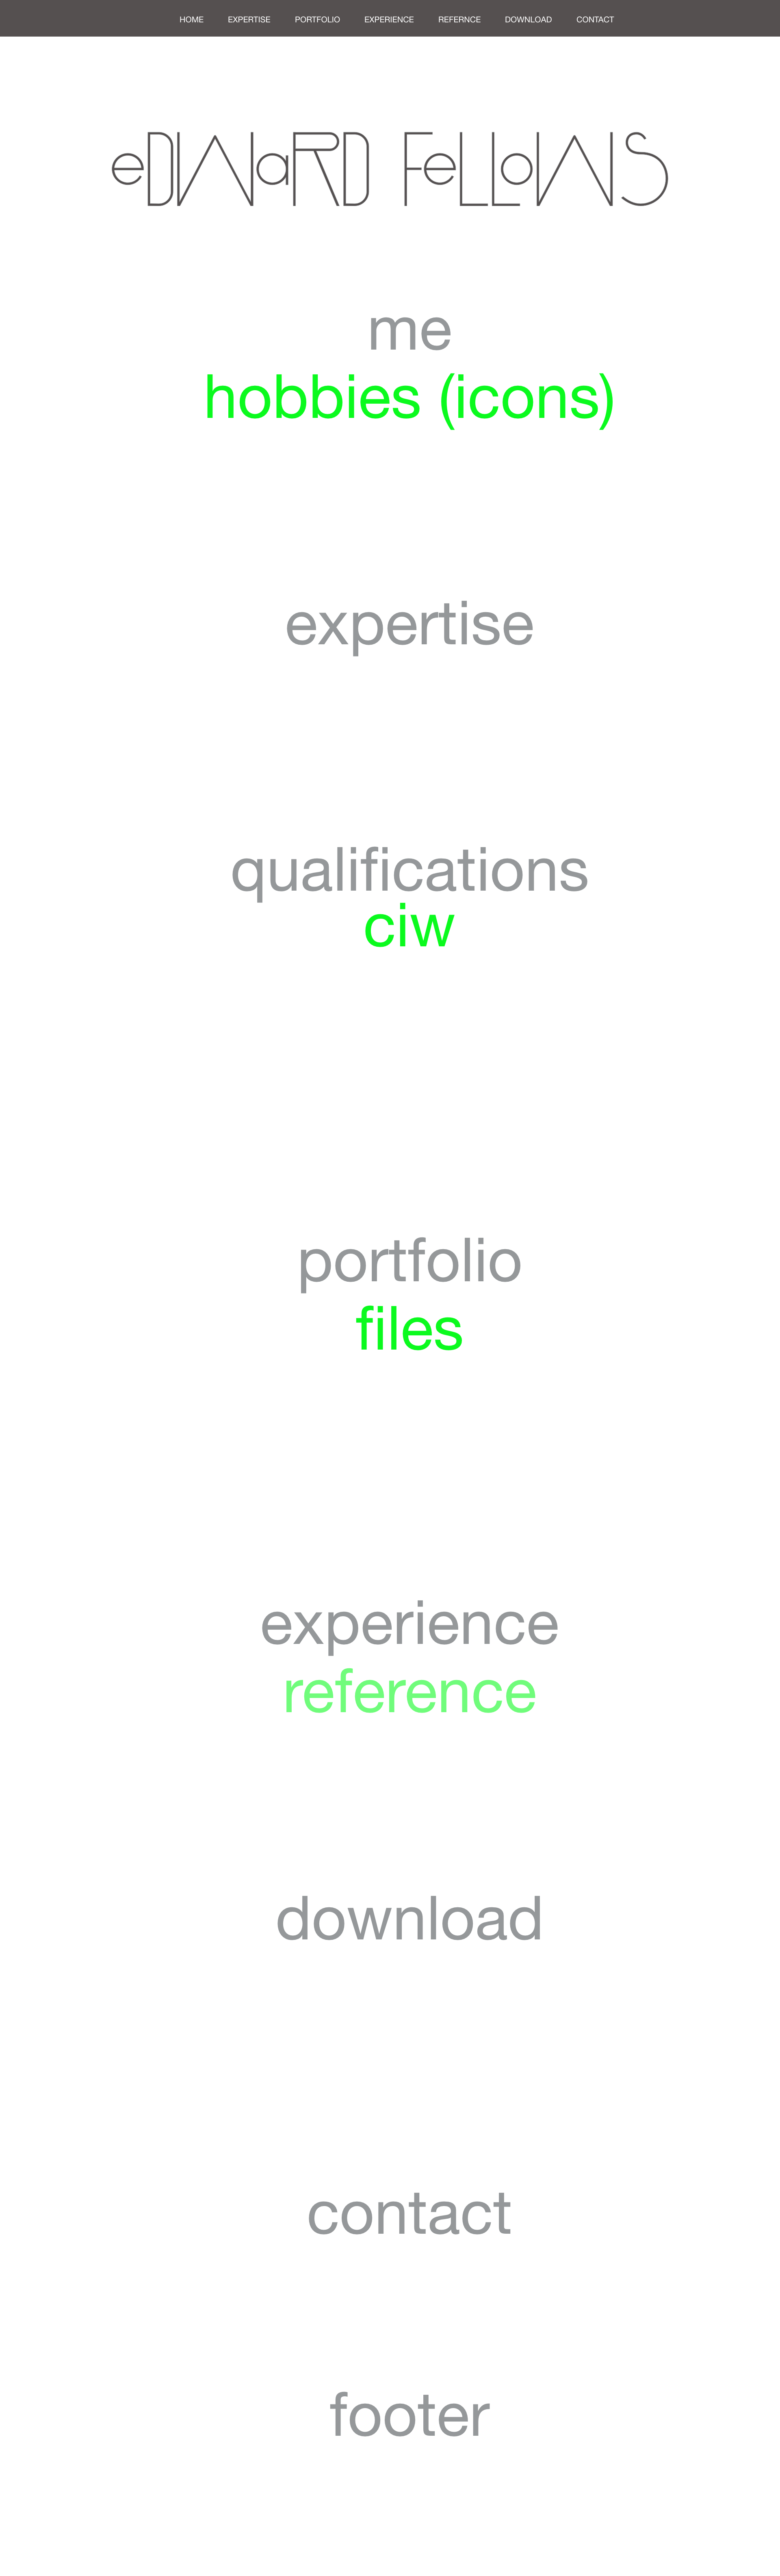 HOME EXPERTISE PORTFOLIO EXPERIENCE REFERNCE DOWNLOAD CONTACT
eDWaRD FeLLoWS
me
hobbies (icons)
expertise
qualifications
ciw
portfolio
files
experience
reference
download
contact
footer